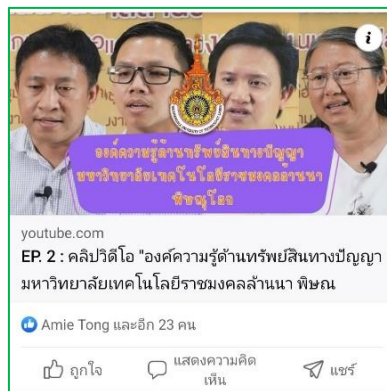 องค์ความรู้ด้านทรัพย์สินทางปัญญา
มหาวิทยาลัยเทคโนโลยีราชมงคลล้านนา
พิษณุโลก
youtube.com
EP. 2 : คลิปวิดีโอ "องค์ความรู้ด้านทรัพย์สินทางปัญญา
มหาวิทยาลัยเทคโนโลยีราชมงคลล้านนา พิษณ
Amie Tong และอีก 23 คน
ถูกใจ
แสดงความคิด
เห็น
แชร์